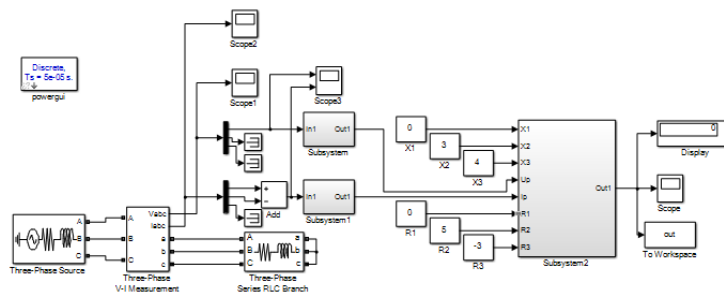 Discrete,
Ts = 5e-05 s.
powergui
Scope2
Scope1
Scope3
In1 Out1
Subsystem
+
−
Add
In1 Out1
Subsystem1
0
X1
3
X2
4
X3
0
R1
5
R2
-3
R3
X1
X2
X3
Up
Ip
R1
R2
R3
Out1
Subsystem2
0
Display
Scope
out
To Workspace
A
B
C
Three-Phase Source
A
B
C
Vabc
Iabc
a
b
c
Three-Phase
V-I Measurement
A
B
C
a
b
c
Three-Phase
Series RLC Branch